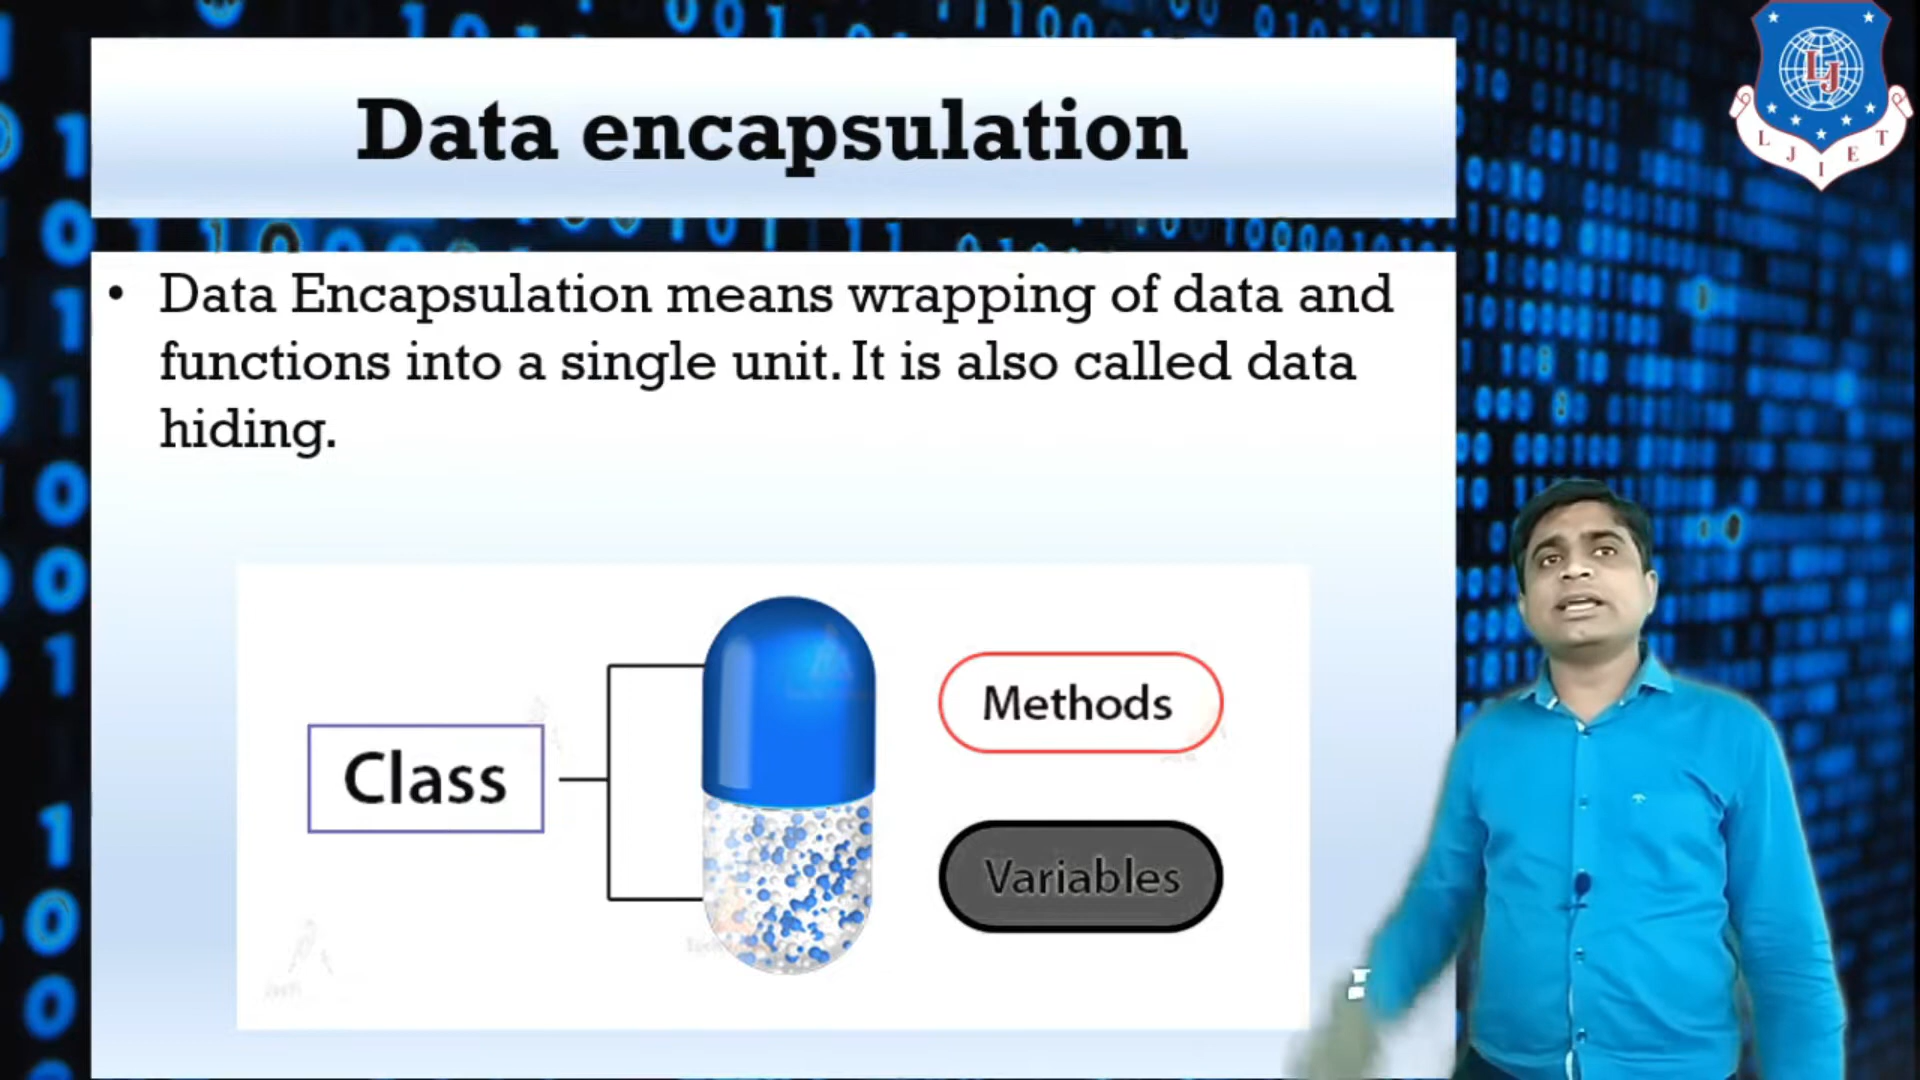 Data encapsulation
• Data Encapsulation means wrapping of data and
functions into a single unit. It is also called data
hiding.
Class
Methods
Variables
LJ
L J I E T